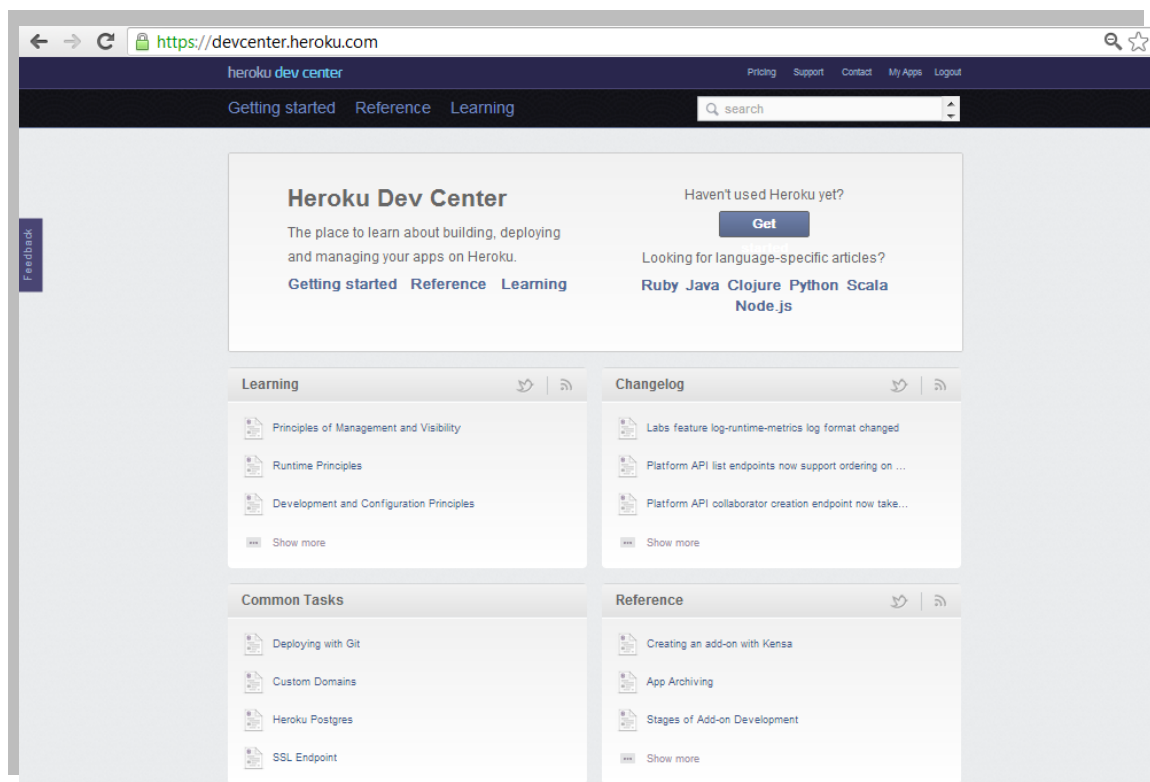 https://devcenter.heroku.com
heroku dev center
Pricing Support Contact My Apps Logout
Getting started Reference Learning
search
Heroku Dev Center
The place to learn about building, deploying
and managing your apps on Heroku.
Getting started Reference Learning
Haven't used Heroku yet?
Get
Looking for language-specific articles?
Ruby Java Clojure Python Scala
Node.js
Feedback
Learning
Principles of Management and Visibility
Runtime Principles
Development and Configuration Principles
Show more
Changelog
Labs feature log-runtime-metrics log format changed
Platform API list endpoints now support ordering on ...
Platform API collaborator creation endpoint now take...
Show more
Common Tasks
Deploying with Git
Custom Domains
Heroku Postgres
SSL Endpoint
Reference
Creating an add-on with Kensa
App Archiving
Stages of Add-on Development
Show more